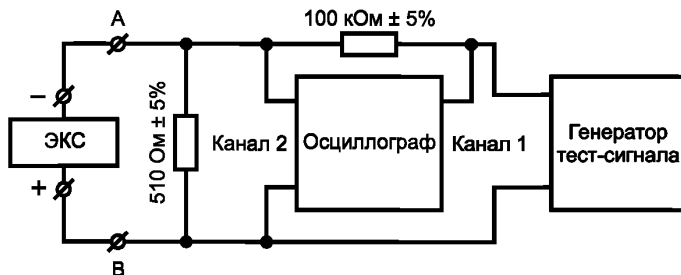 A
100 кОм ± 5%
–
ЭКС
+
510 Ом ± 5%
Канал 2
Осциллограф
Канал 1
Генератор
тест-сигнала
B